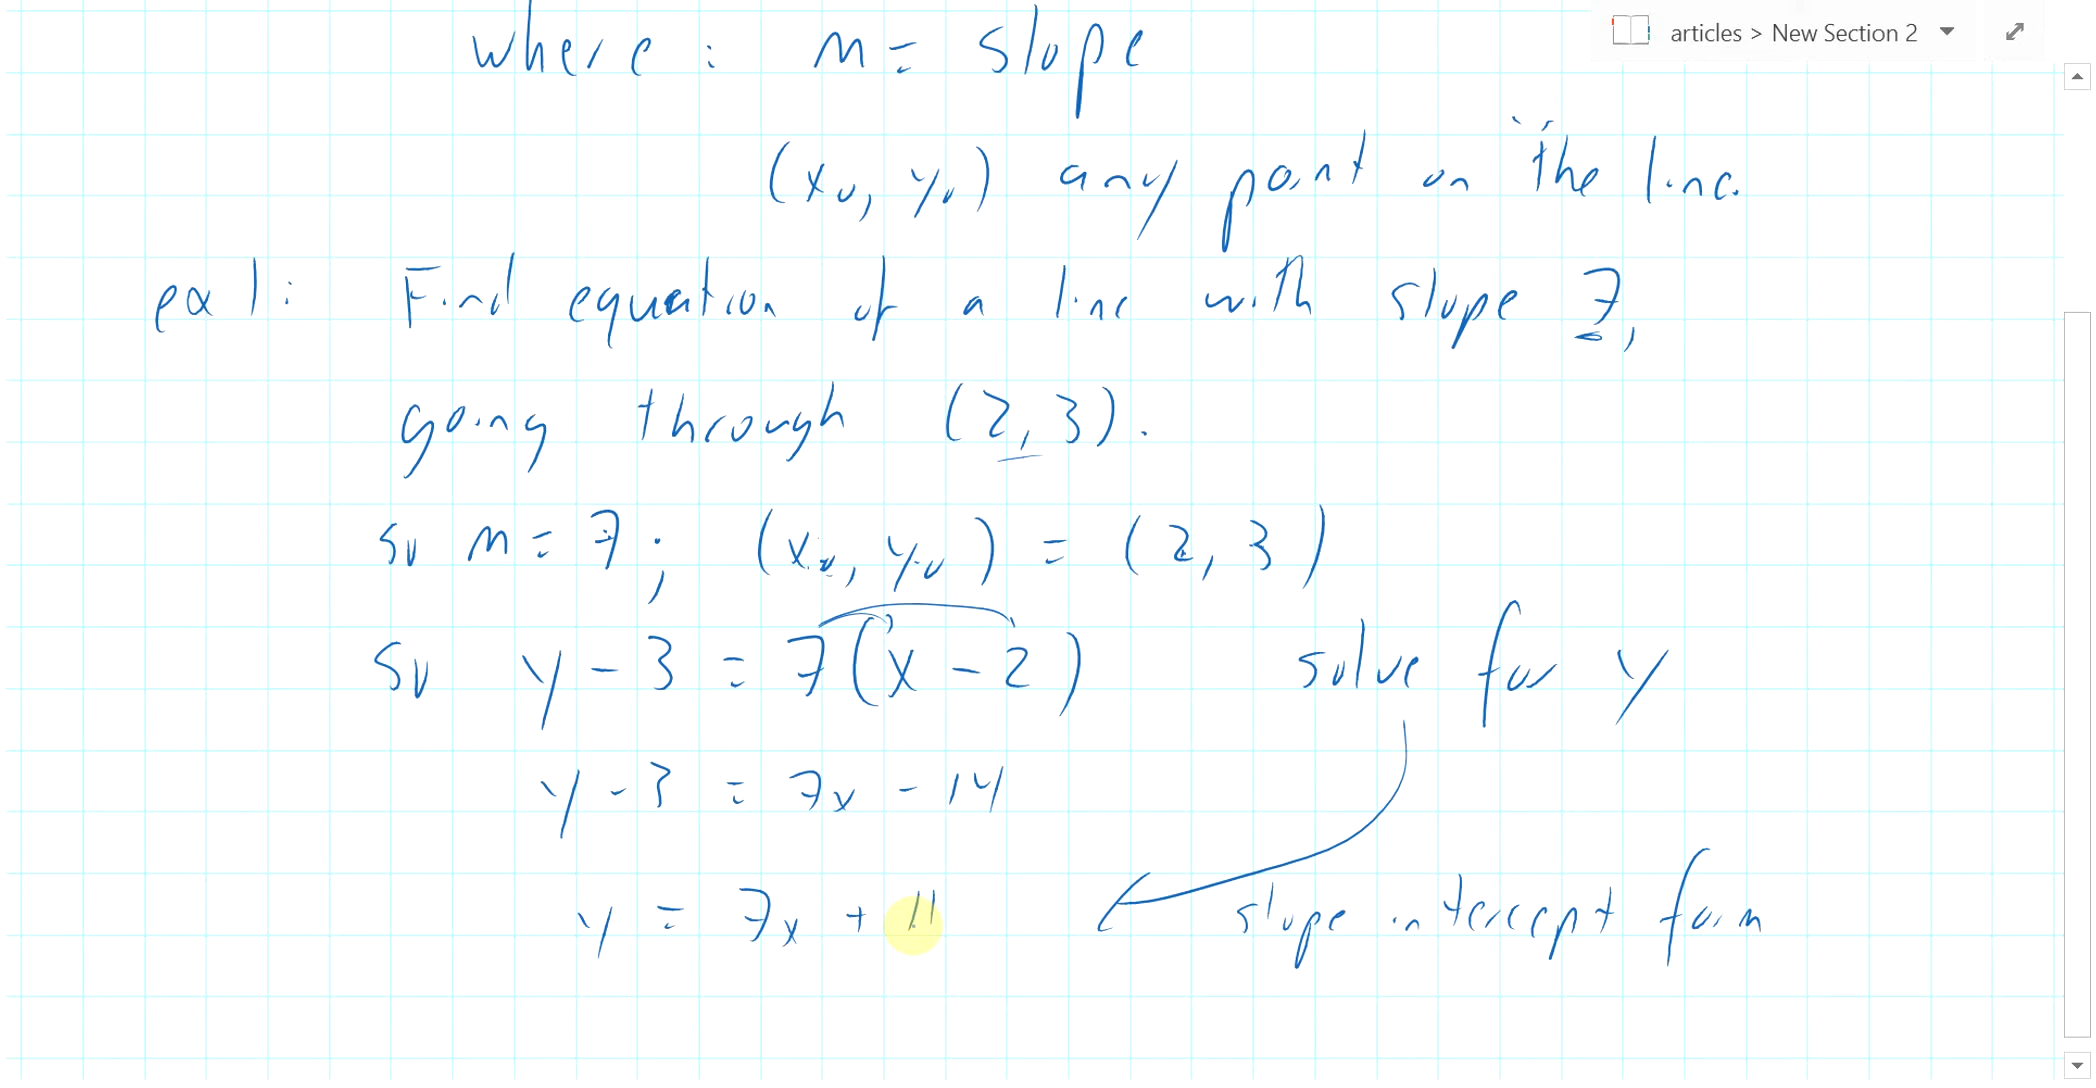 articles > New Section 2
where : m = slope
(x₀, y₀) any point on the line.
ex 1: Find equation of a line with slope 7,
going through (2, 3).
so m = 7; (x₀, y₀) = (2, 3)
so y - 3 = 7(x - 2) solve for y
y - 3 = 7x - 14
y = 7x + 11 slope intercept form